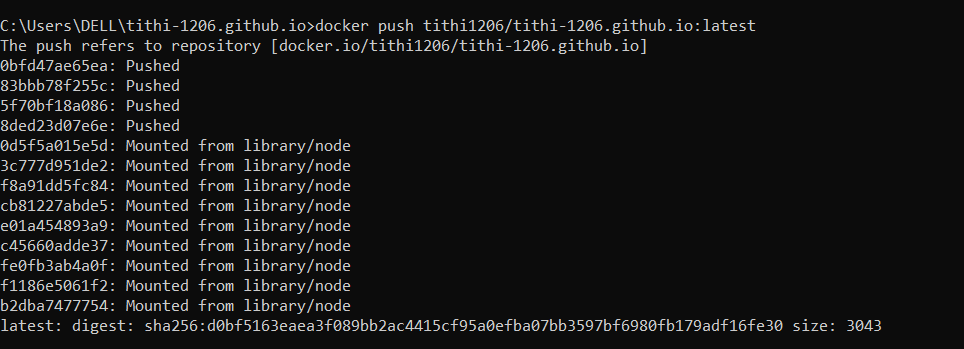 C:\Users\DELL\tithi-1206.github.io>docker push tithi1206/tithi-1206.github.io:latest
The push refers to repository [docker.io/tithi1206/tithi-1206.github.io]
0bfd47ae65ea: Pushed
83bbb78f255c: Pushed
5f70bf18a086: Pushed
8ded23d07e6e: Pushed
0d5f5a015e5d: Mounted from library/node
3c777d951de2: Mounted from library/node
f8a91dd5fc84: Mounted from library/node
cb81227abde5: Mounted from library/node
e01a454893a9: Mounted from library/node
c45660adde37: Mounted from library/node
fe0fb3ab4a0f: Mounted from library/node
f1186e5061f2: Mounted from library/node
b2dba7477754: Mounted from library/node
latest: digest: sha256:d0bf5163eaea3f089bb2ac4415cf95a0efba07bb3597bf6980fb179adf16fe30 size: 3043